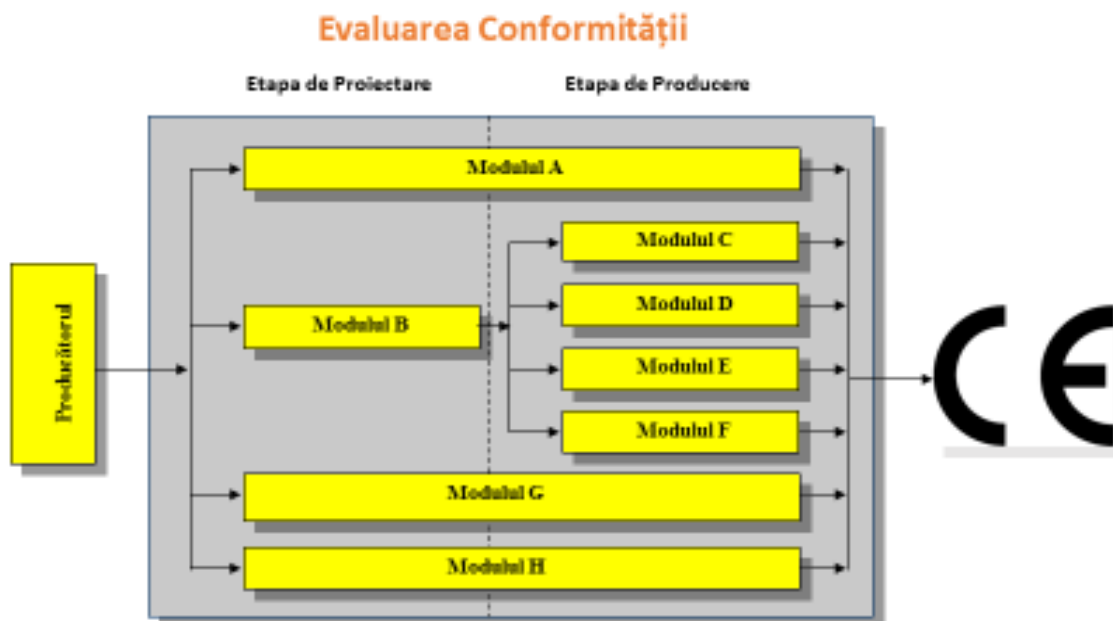 Evaluarea Conformității
Etapa de Proiectare
Etapa de Producere
Modulul A
Modulul C
Modulul D
Producătorul
Modulul B
Modulul E
Modulul F
Modulul G
Modulul H
CE